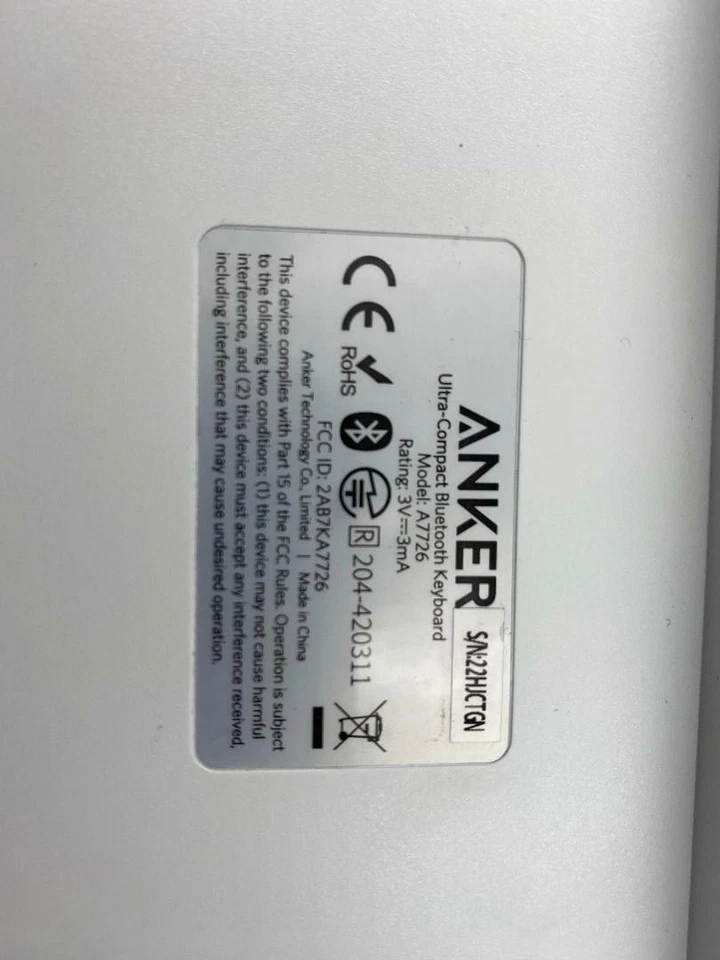 ANKER
S/N:22HJCTGN
Ultra-Compact Bluetooth Keyboard
Model: A7726
Rating: 3V⎓3mA
CE RoHS R 204-420311
FCC ID: 2AB7KA7726
Anker Technology Co., Limited | Made in China
This device complies with Part 15 of the FCC Rules. Operation is subject
to the following two conditions: (1) this device may not cause harmful
interference, and (2) this device must accept any interference received,
including interference that may cause undesired operation.